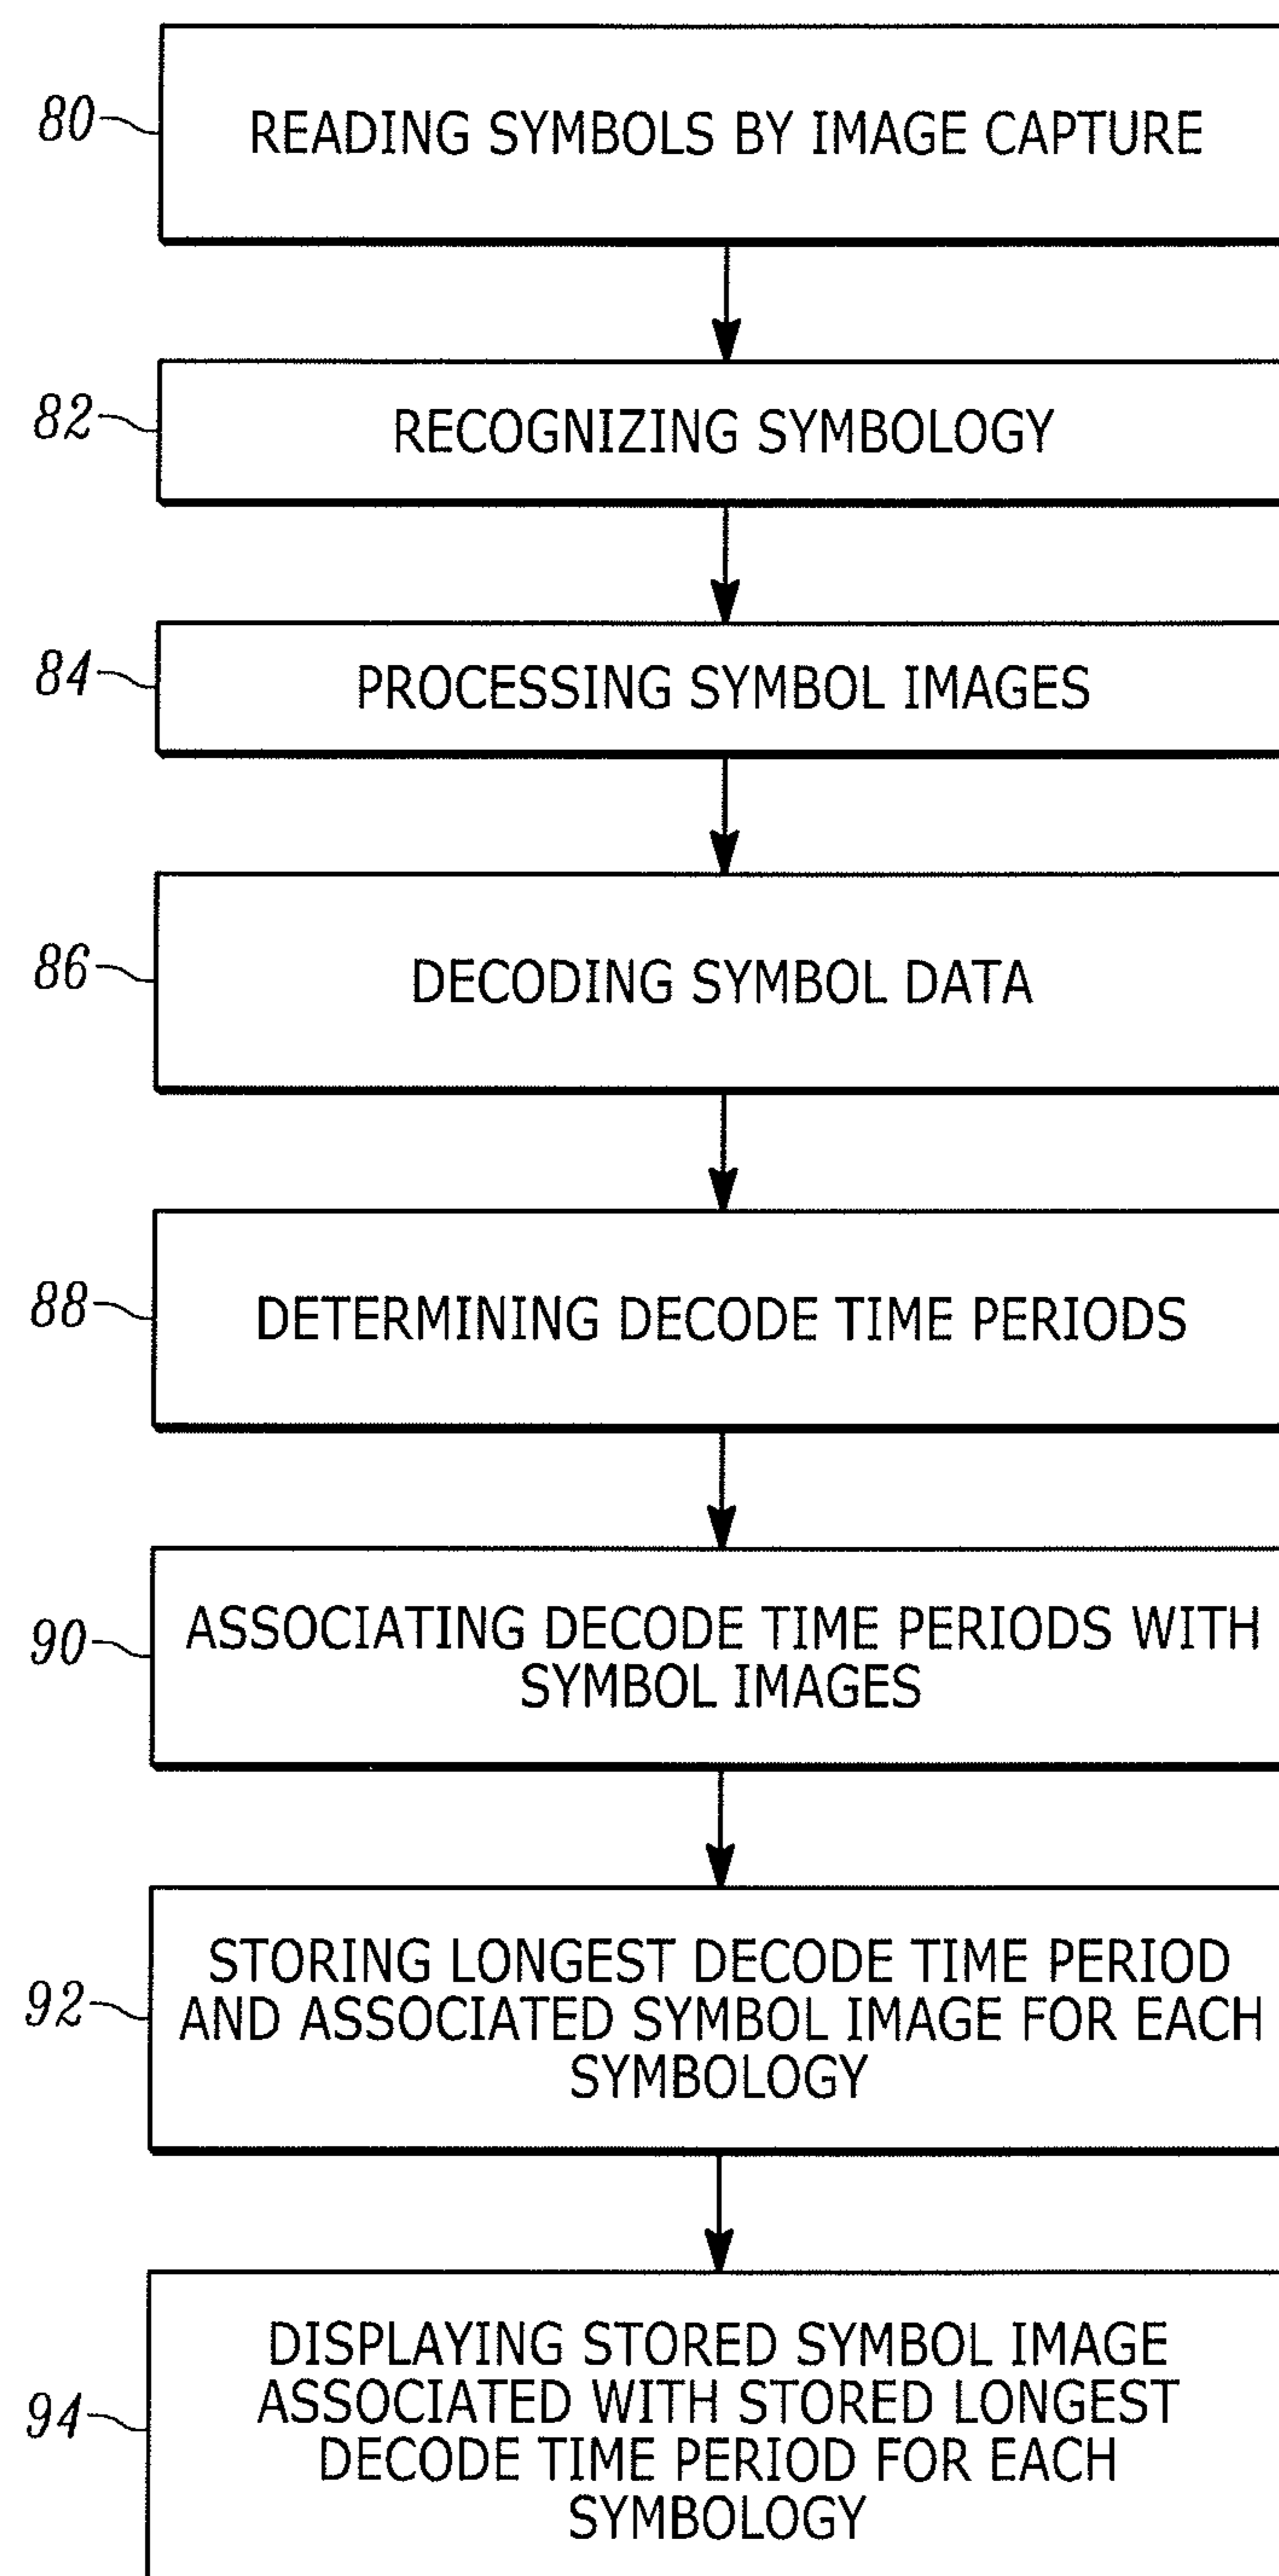 80
READING SYMBOLS BY IMAGE CAPTURE
82
RECOGNIZING SYMBOLOGY
84
PROCESSING SYMBOL IMAGES
86
DECODING SYMBOL DATA
88
DETERMINING DECODE TIME PERIODS
90
ASSOCIATING DECODE TIME PERIODS WITH
SYMBOL IMAGES
92
STORING LONGEST DECODE TIME PERIOD
AND ASSOCIATED SYMBOL IMAGE FOR EACH
SYMBOLOGY
94
DISPLAYING STORED SYMBOL IMAGE
ASSOCIATED WITH STORED LONGEST
DECODE TIME PERIOD FOR EACH
SYMBOLOGY